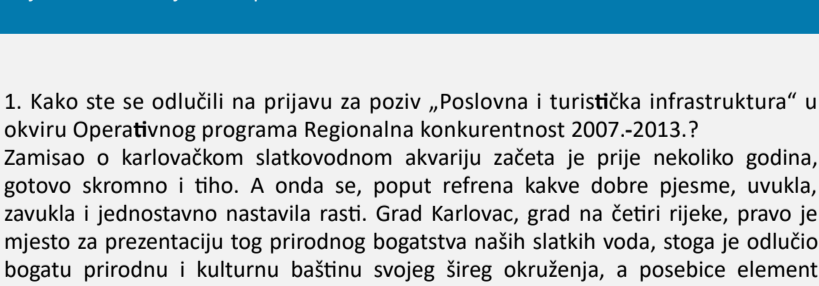 1. Kako ste se odlučili na prijavu za poziv „Poslovna i turistička infrastruktura“ u
okviru Operativnog programa Regionalna konkurentnost 2007.-2013.?
Zamisao o karlovačkom slatkovodnom akvariju začeta je prije nekoliko godina,
gotovo skromno i tiho. A onda se, poput refrena kakve dobre pjesme, uvukla,
zavukla i jednostavno nastavila rasti. Grad Karlovac, grad na četiri rijeke, pravo je
mjesto za prezentaciju tog prirodnog bogatstva naših slatkih voda, stoga je odlučio
bogatu prirodnu i kulturnu baštinu svojeg šireg okruženja, a posebice element